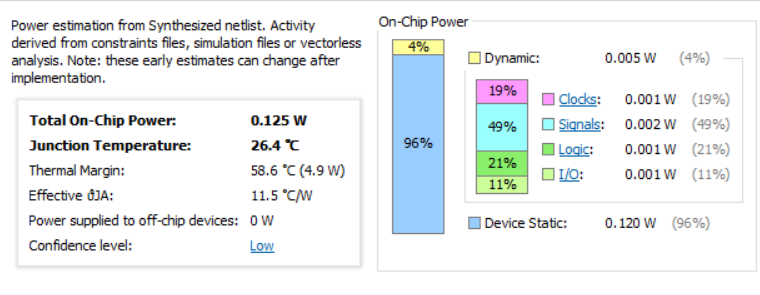 Power estimation from Synthesized netlist. Activity
derived from constraints files, simulation files or vectorless
analysis. Note: these early estimates can change after
implementation.
Total On-Chip Power: 0.125 W
Junction Temperature: 26.4 °C
Thermal Margin: 58.6 °C (4.9 W)
Effective ϑJA: 11.5 °C/W
Power supplied to off-chip devices: 0 W
Confidence level: Low
On-Chip Power
4%
96%
Dynamic: 0.005 W (4%)
19% Clocks: 0.001 W (19%)
49% Signals: 0.002 W (49%)
21% Logic: 0.001 W (21%)
11% I/O: 0.001 W (11%)
Device Static: 0.120 W (96%)